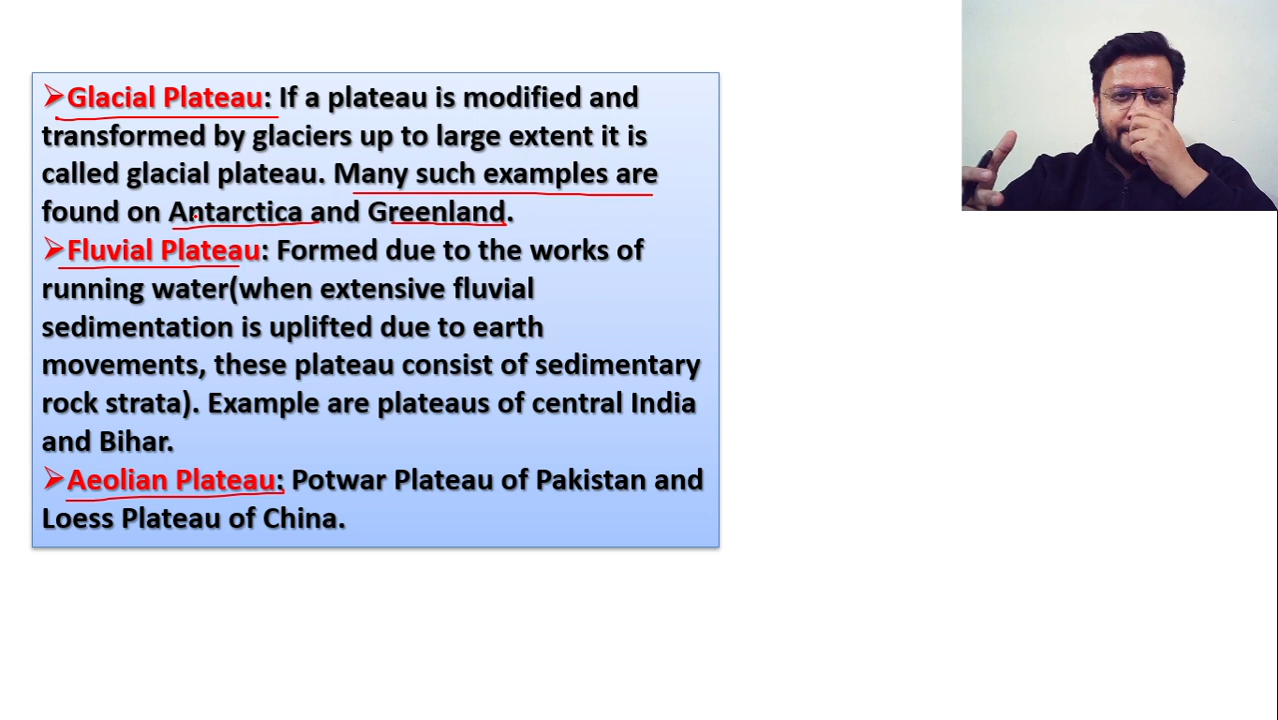 ➢Glacial Plateau: If a plateau is modified and
transformed by glaciers up to large extent it is
called glacial plateau. Many such examples are
found on Antarctica and Greenland.
➢Fluvial Plateau: Formed due to the works of
running water(when extensive fluvial
sedimentation is uplifted due to earth
movements, these plateau consist of sedimentary
rock strata). Example are plateaus of central India
and Bihar.
➢Aeolian Plateau: Potwar Plateau of Pakistan and
Loess Plateau of China.